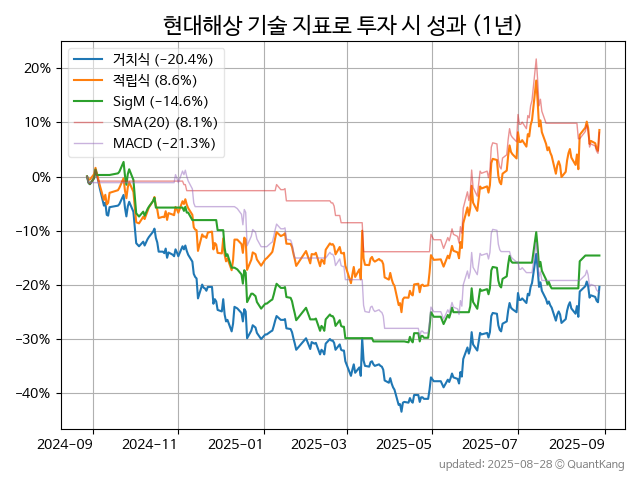 현대해상 기술 지표로 투자 시 성과 (1년)
거치식 (−20.4%)
적립식 (8.6%)
SigM (−14.6%)
SMA(20) (8.1%)
MACD (−21.3%)
20%
10%
0%
−10%
−20%
−30%
−40%
2024-09 2024-11 2025-01 2025-03 2025-05 2025-07 2025-09
updated: 2025-08-28 © QuantKang